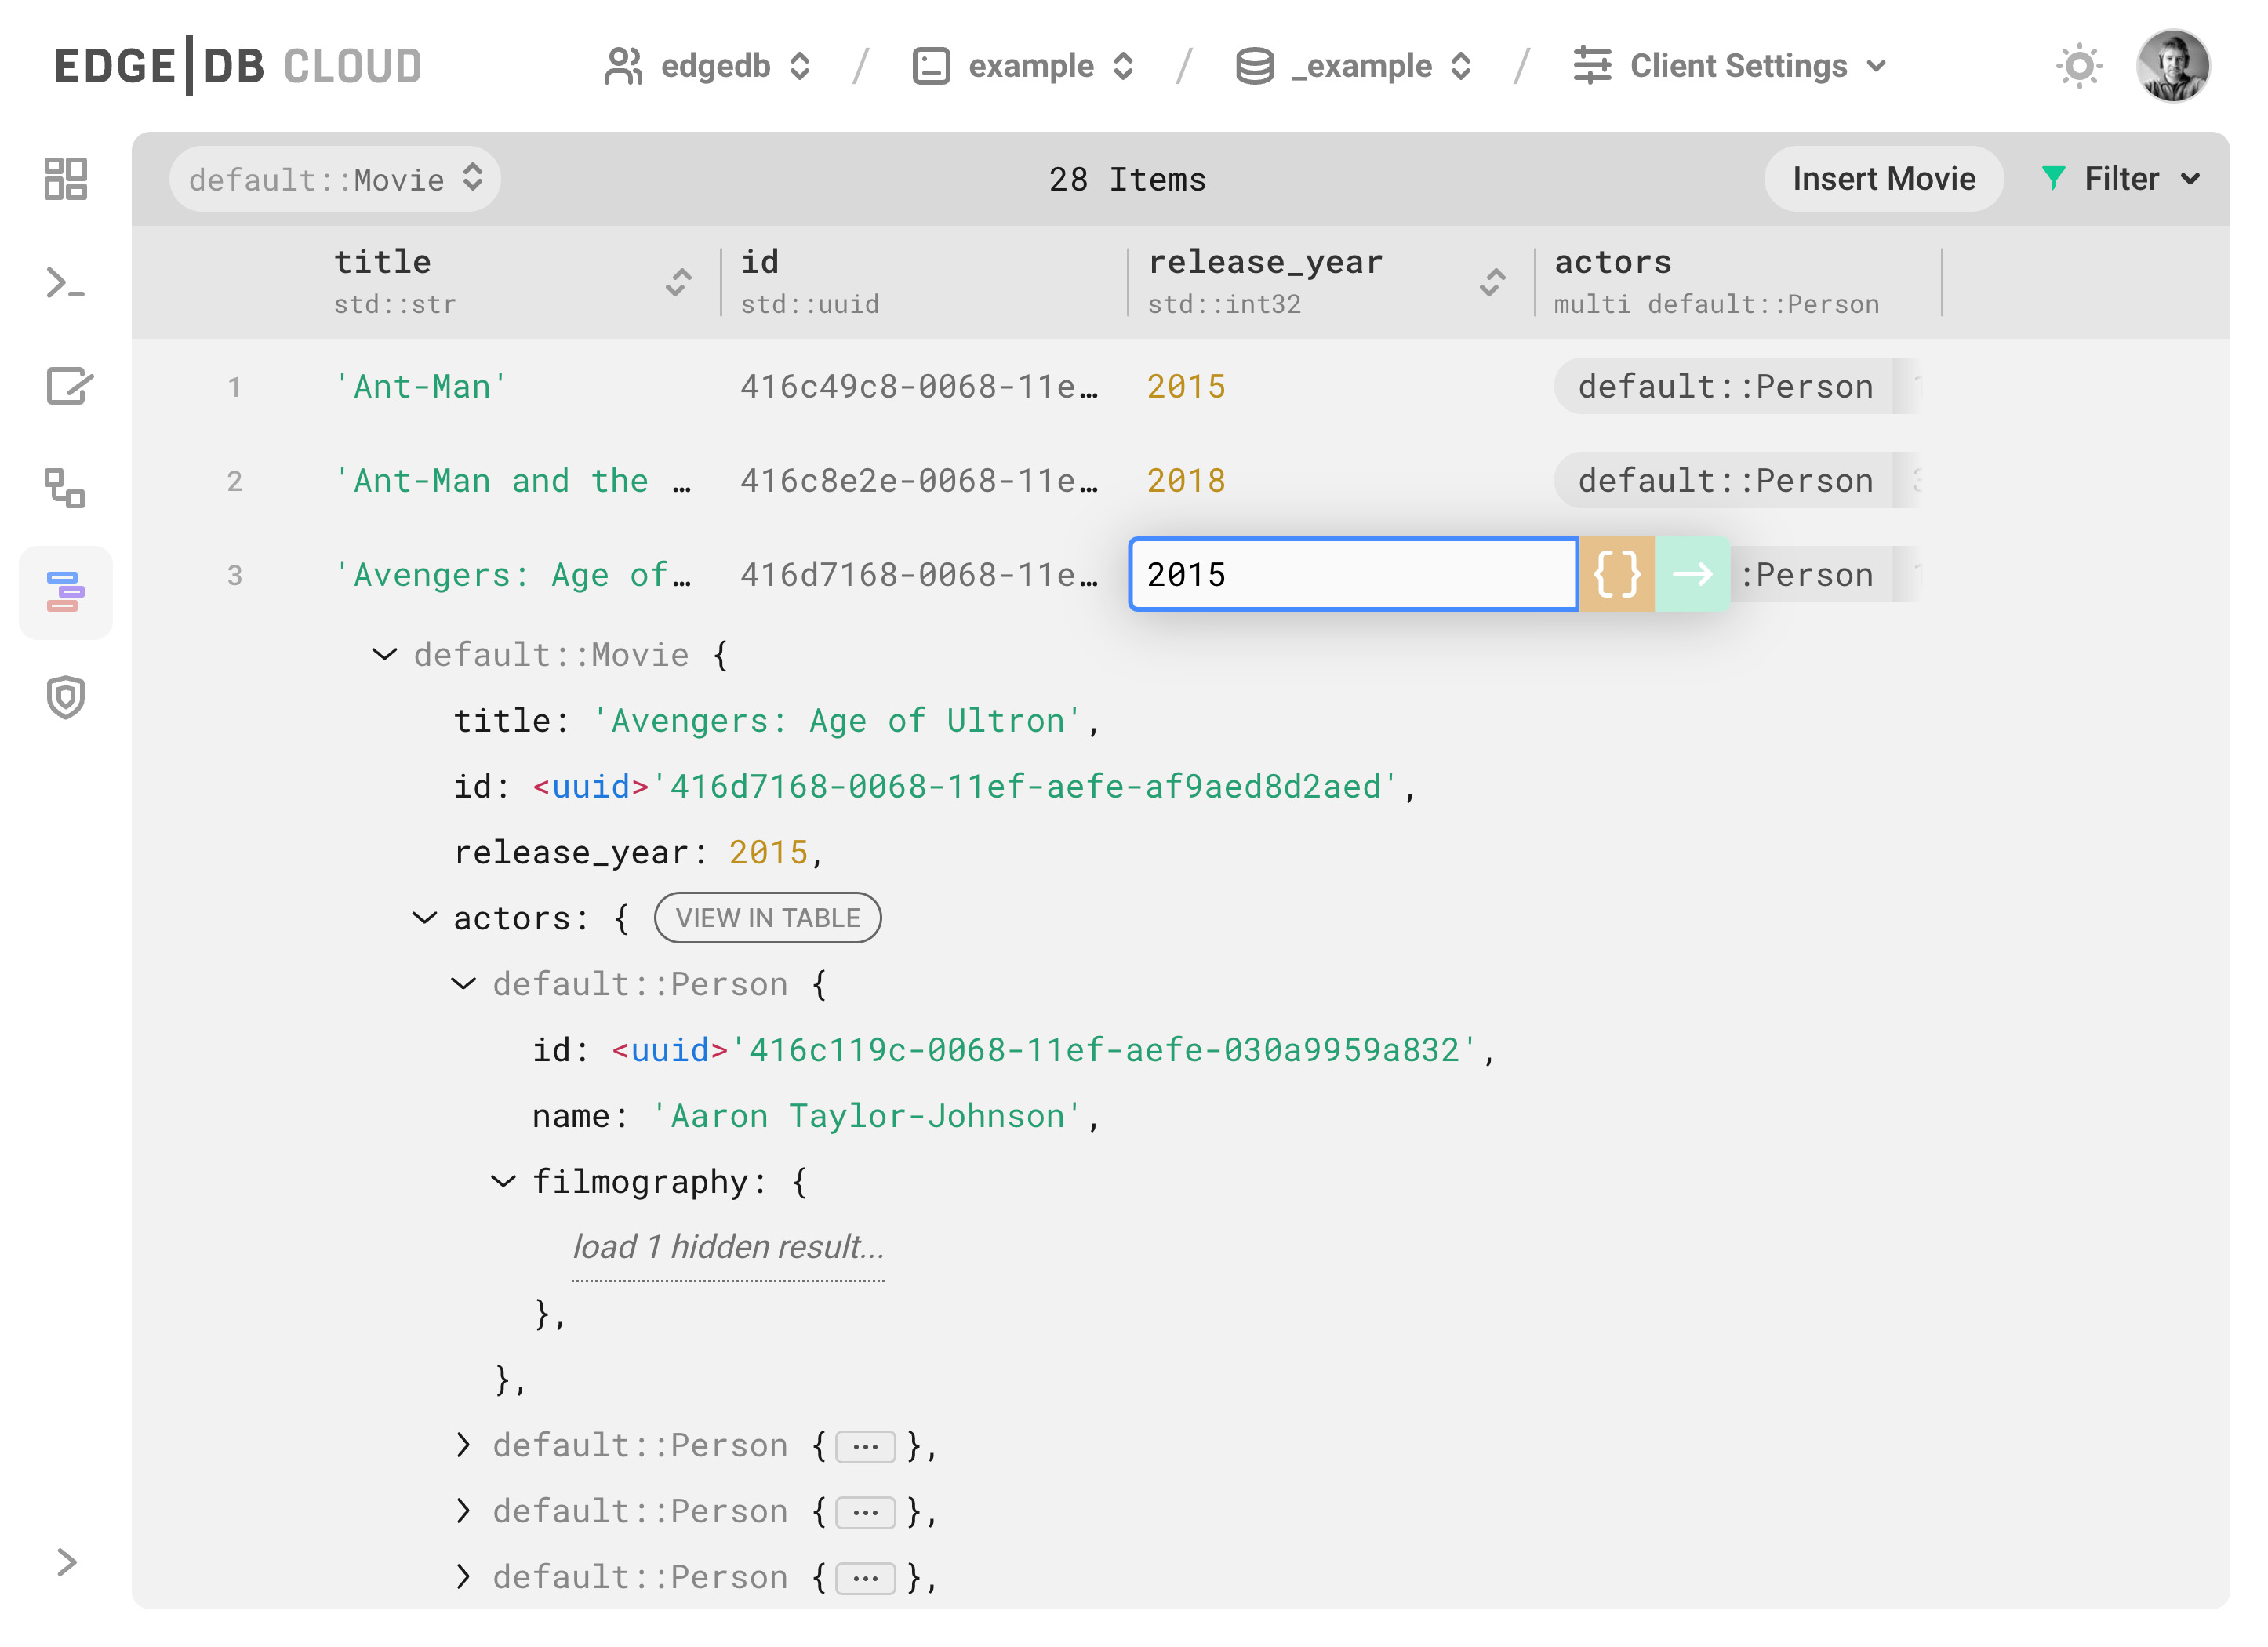 EDGE|DB CLOUD edgedb / example / _example / Client Settings
default::Movie 28 Items Insert Movie Filter
title id release_year actors
std::str std::uuid std::int32 multi default::Person
1 'Ant-Man' 416c49c8-0068-11e… 2015 default::Person
2 'Ant-Man and the … 416c8e2e-0068-11e… 2018 default::Person
3 'Avengers: Age of… 416d7168-0068-11e… 2015 {} → :Person
default::Movie {
title: 'Avengers: Age of Ultron',
id: <uuid>'416d7168-0068-11ef-aefe-af9aed8d2aed',
release_year: 2015,
actors: { VIEW IN TABLE
default::Person {
id: <uuid>'416c119c-0068-11ef-aefe-030a9959a832',
name: 'Aaron Taylor-Johnson',
filmography: {
load 1 hidden result...
},
},
default::Person { ··· },
default::Person { ··· },
default::Person { ··· },